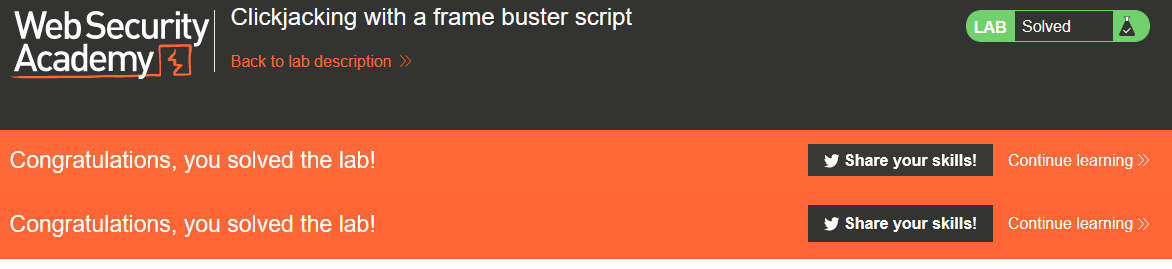 Web Security
Academy
Clickjacking with a frame buster script
Back to lab description
LAB Solved
Congratulations, you solved the lab!
Share your skills!
Continue learning
Congratulations, you solved the lab!
Share your skills!
Continue learning